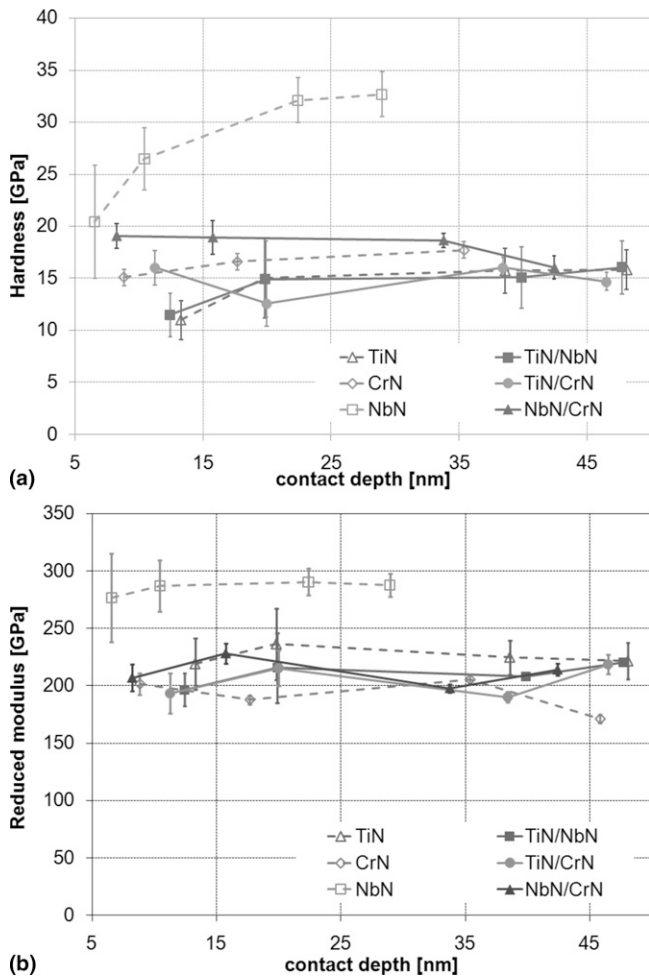 40
35
30
25
20
15
10
5
0
Hardness [GPa]
TiN
TiN/NbN
CrN
TiN/CrN
NbN
NbN/CrN
5 15 25 35 45
contact depth [nm]
(a)
350
300
250
200
150
100
50
0
Reduced modulus [GPa]
TiN
TiN/NbN
CrN
TiN/CrN
NbN
NbN/CrN
5 15 25 35 45
contact depth [nm]
(b)